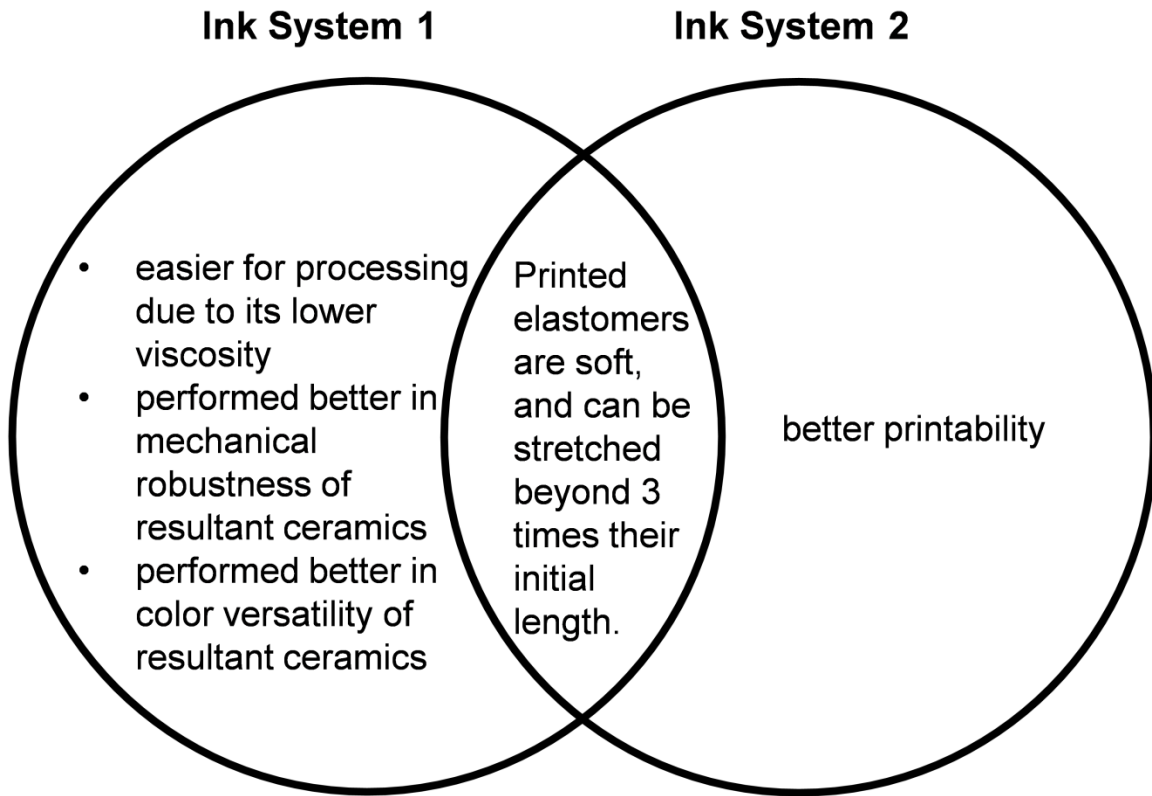 Ink System 1
Ink System 2
• easier for processing
due to its lower
viscosity
• performed better in
mechanical
robustness of
resultant ceramics
• performed better in
color versatility of
resultant ceramics
Printed
elastomers
are soft,
and can be
stretched
beyond 3
times their
initial
length.
better printability